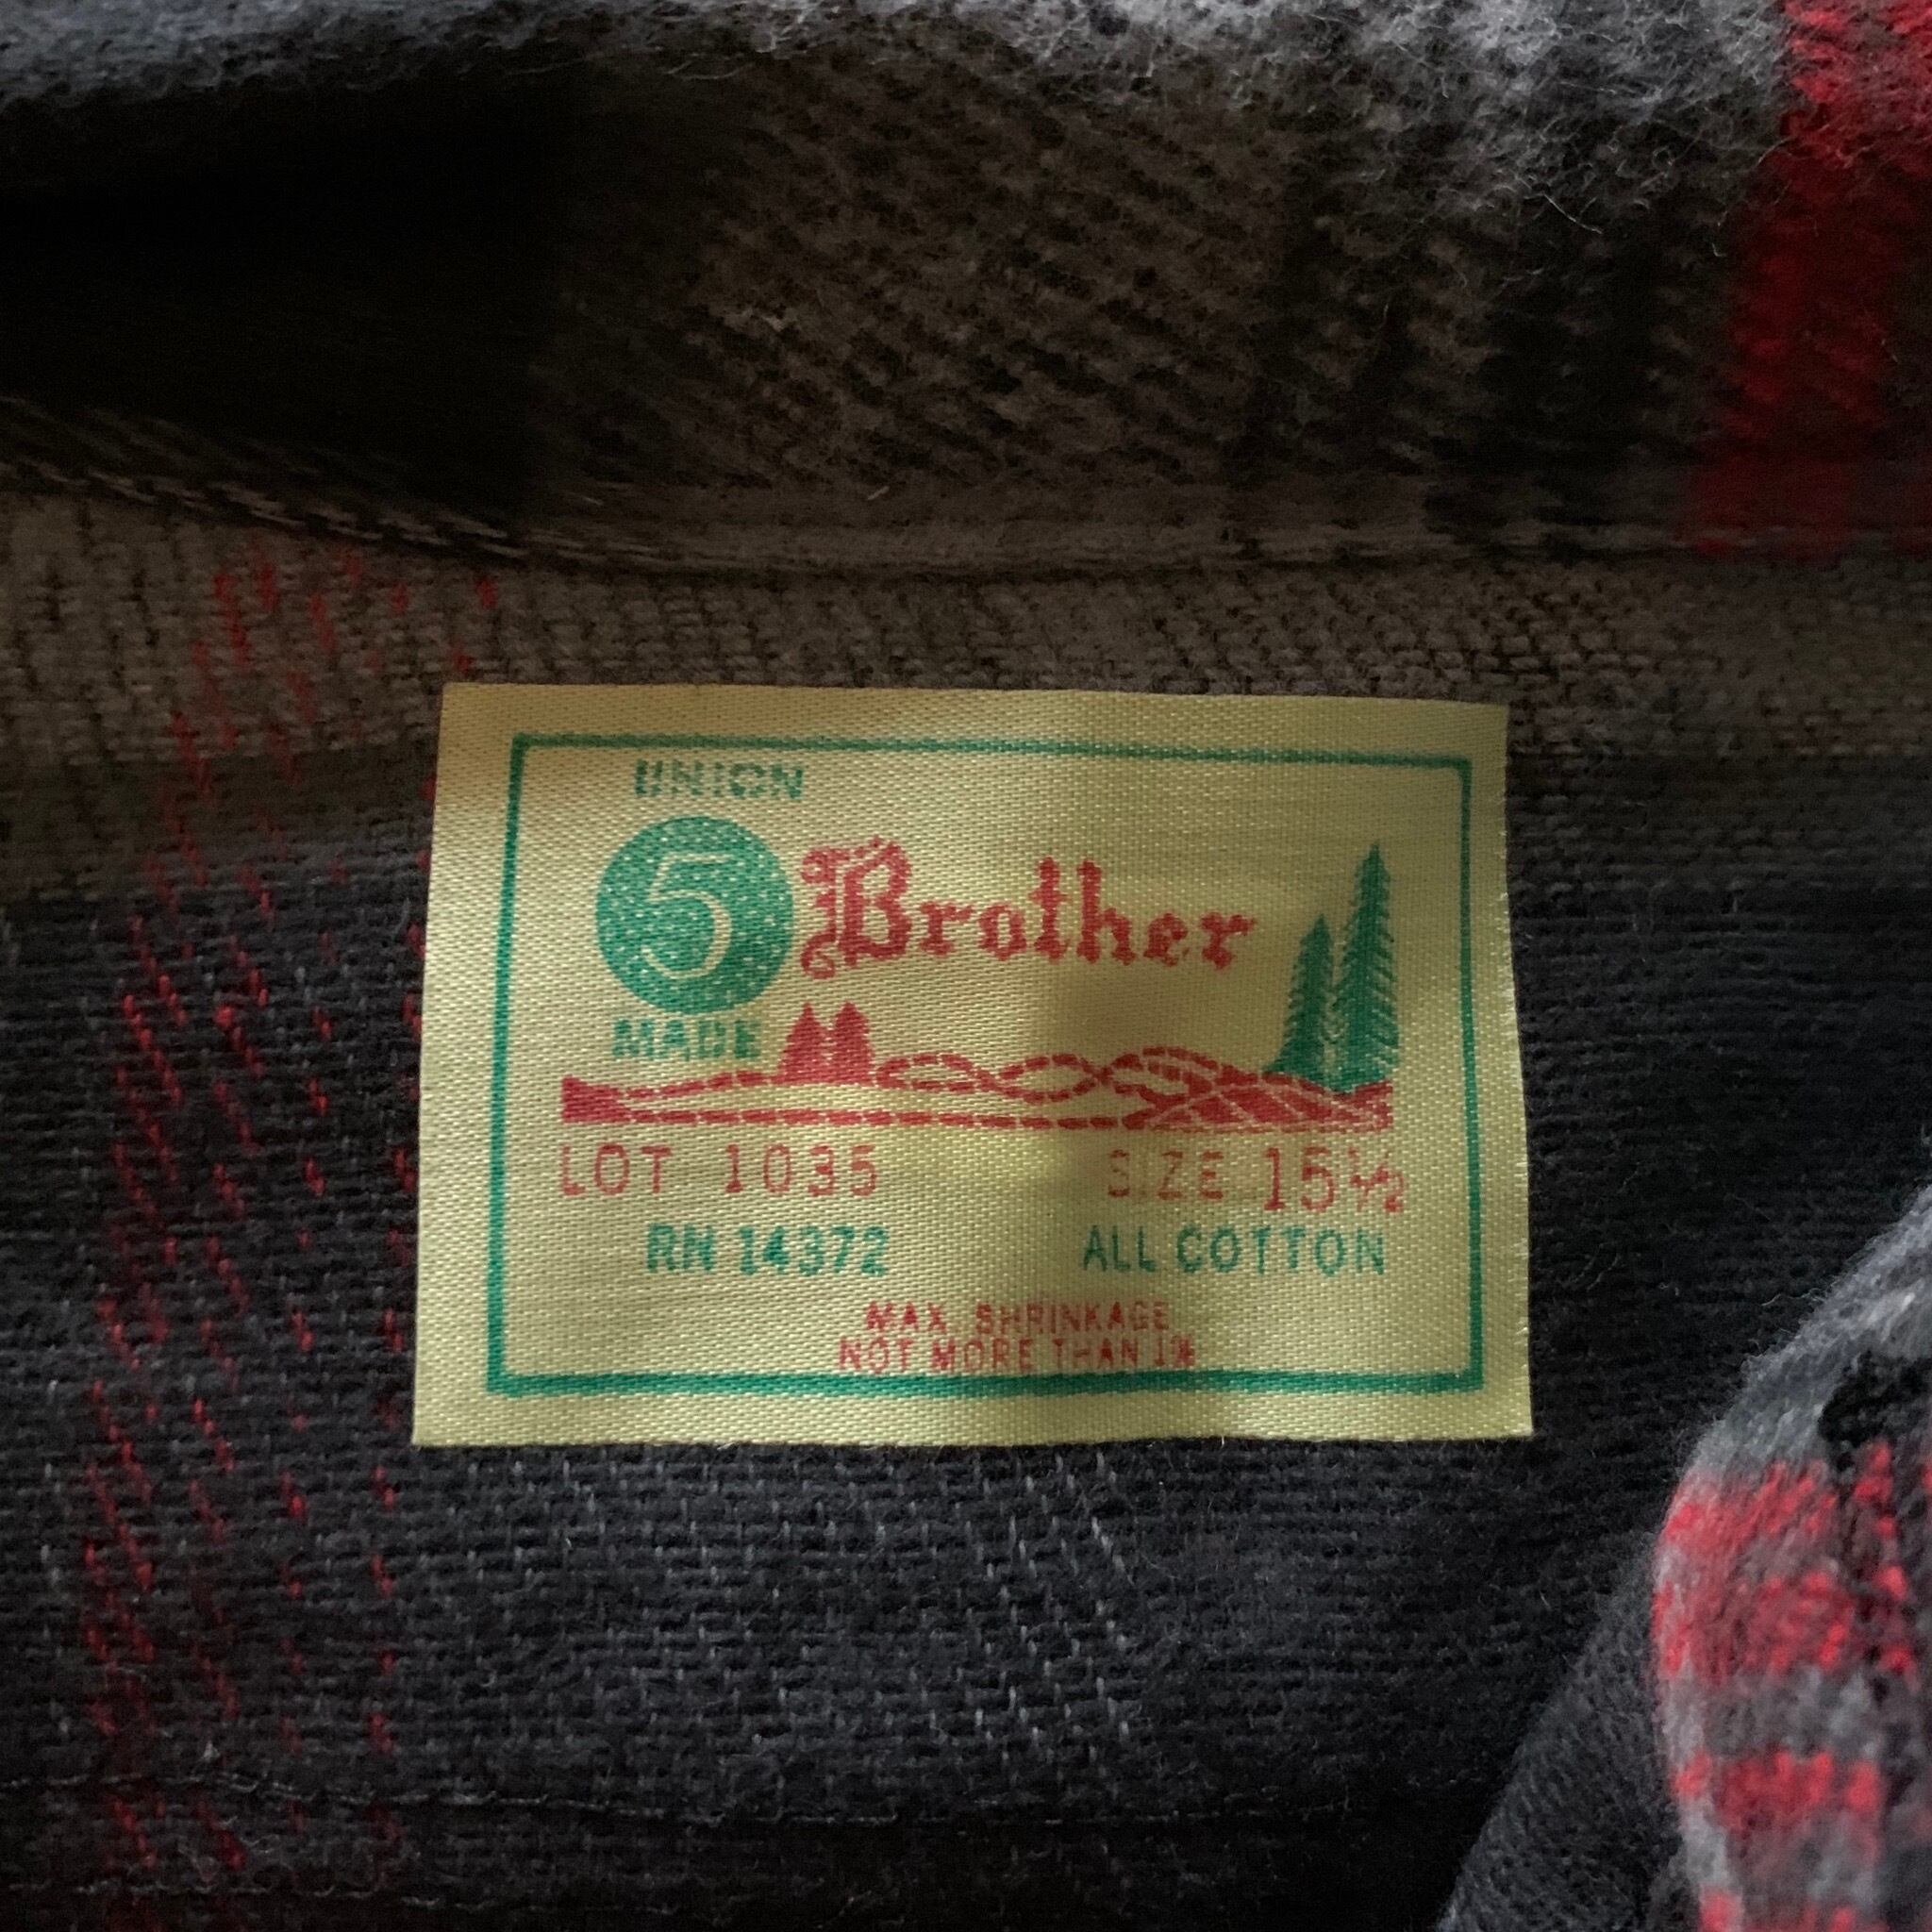 UNION
5 Brother
MADE
LOT 1035 SIZE 15½
RN 14372 ALL COTTON
MAX. SHRINKAGE
NOT MORE THAN 1%